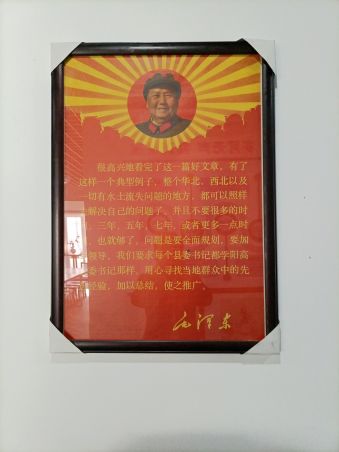 很高兴地看完了这一篇好文章，有了
这样一个典型例子，整个华北、西北以及
一切有水土流失问题的地方，都可以照样
解决自己的问题了。并且不要很多的时
，三年，五年，七年，或者更多一点时
，也就够了。问题是要全面规划，要加
领导，我们要求每个县委书记都学阳高
委书记那样，用心寻找当地群众中的先
经验，加以总结，使之推广。
毛泽东